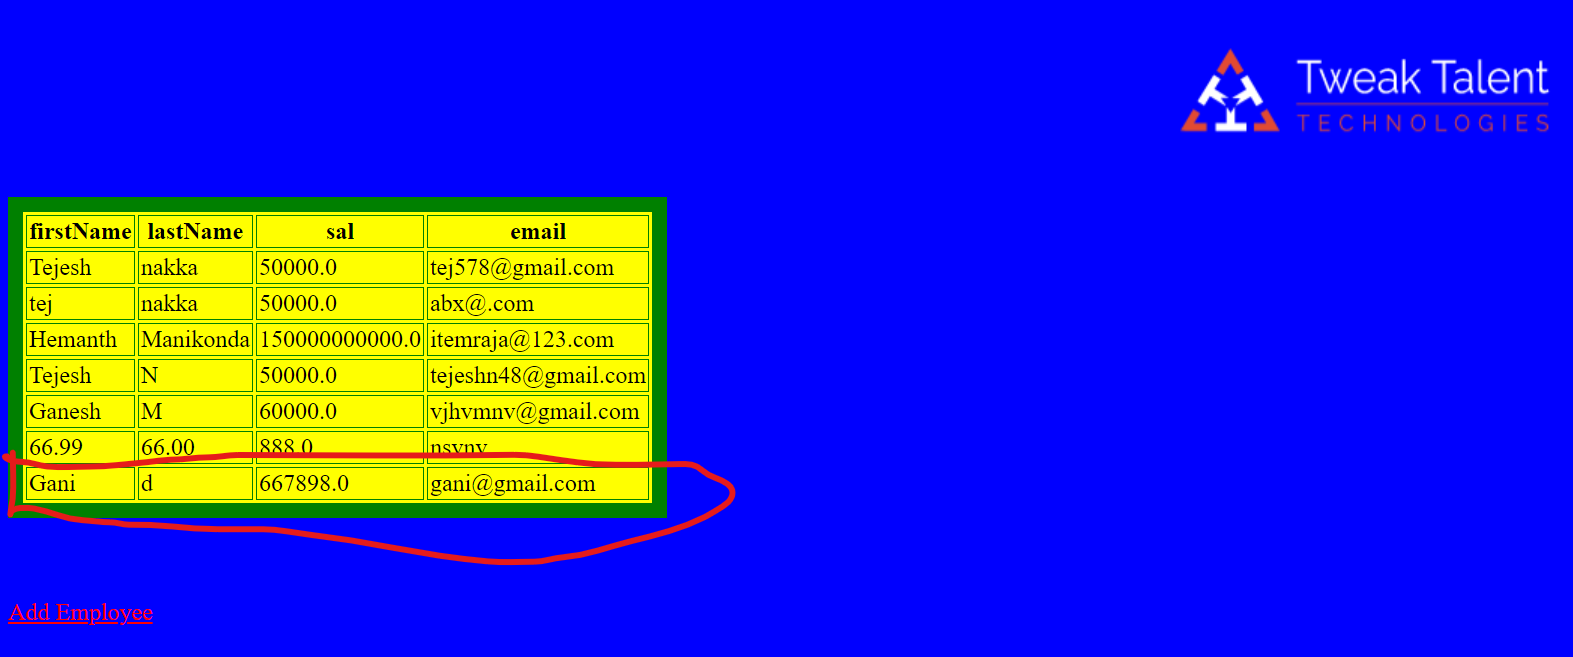 Tweak Talent
TECHNOLOGIES
firstName lastName sal email
Tejesh nakka 50000.0 tej578@gmail.com
tej nakka 50000.0 abx@.com
Hemanth Manikonda 150000000000.0 itemraja@123.com
Tejesh N 50000.0 tejeshn48@gmail.com
Ganesh M 60000.0 vjhvmnv@gmail.com
66.99 66.00 888.0 nsvnv
Gani d 667898.0 gani@gmail.com
Add Employee